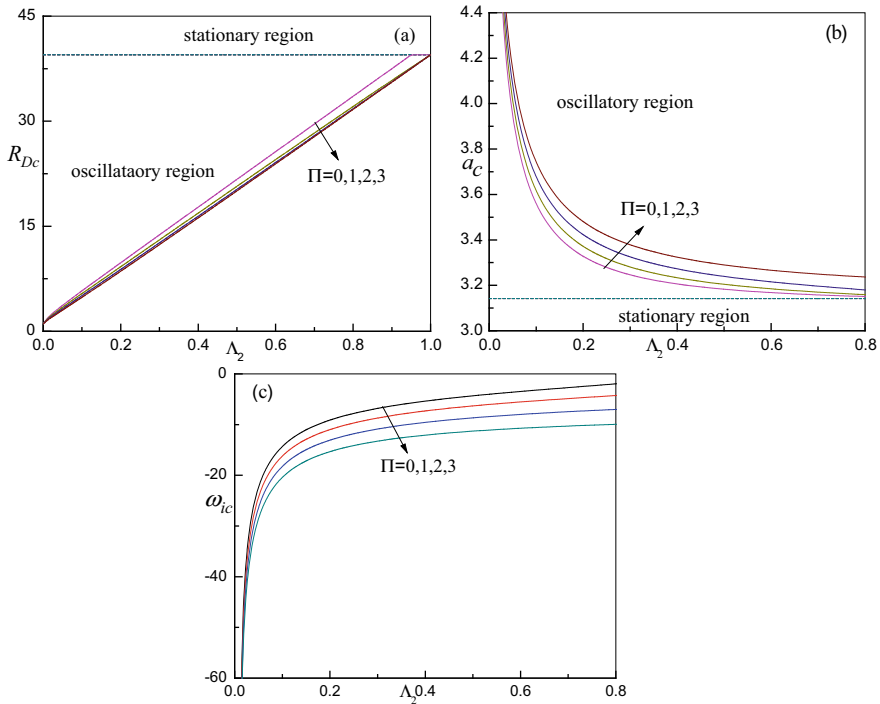 45
30
15
0
R_Dc
stationary region
(a)
oscillataory region
Π=0,1,2,3
0.0 0.2 0.4 0.6 0.8 1.0
Λ₂
4.4
4.2
4.0
3.8
3.6
3.4
3.2
3.0
a_c
(b)
oscillatory region
Π=0,1,2,3
stationary region
0.0 0.2 0.4 0.6 0.8
Λ₂
0
-20
-40
-60
ω_ic
(c)
Π=0,1,2,3
0.0 0.2 0.4 0.6 0.8
Λ₂